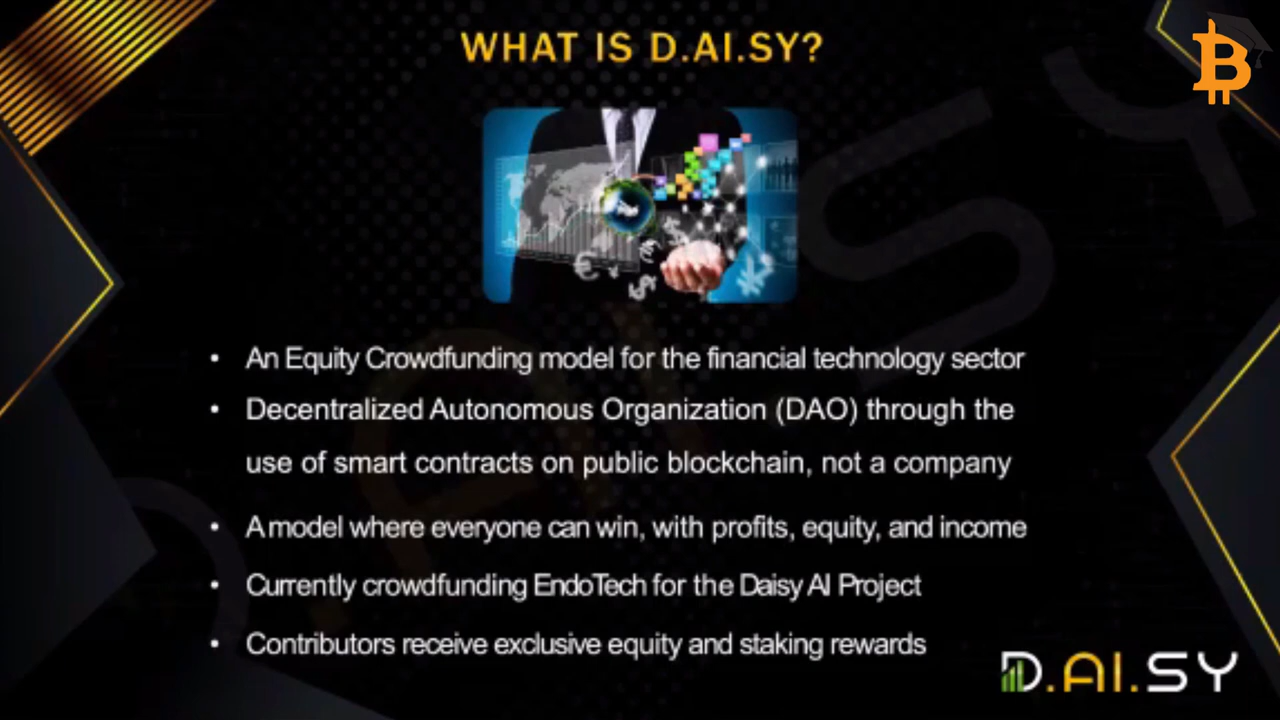 WHAT IS D.AI.SY?
• An Equity Crowdfunding model for the financial technology sector
• Decentralized Autonomous Organization (DAO) through the
use of smart contracts on public blockchain, not a company
• A model where everyone can win, with profits, equity, and income
• Currently crowdfunding EndoTech for the Daisy AI Project
• Contributors receive exclusive equity and staking rewards
D.AI.SY